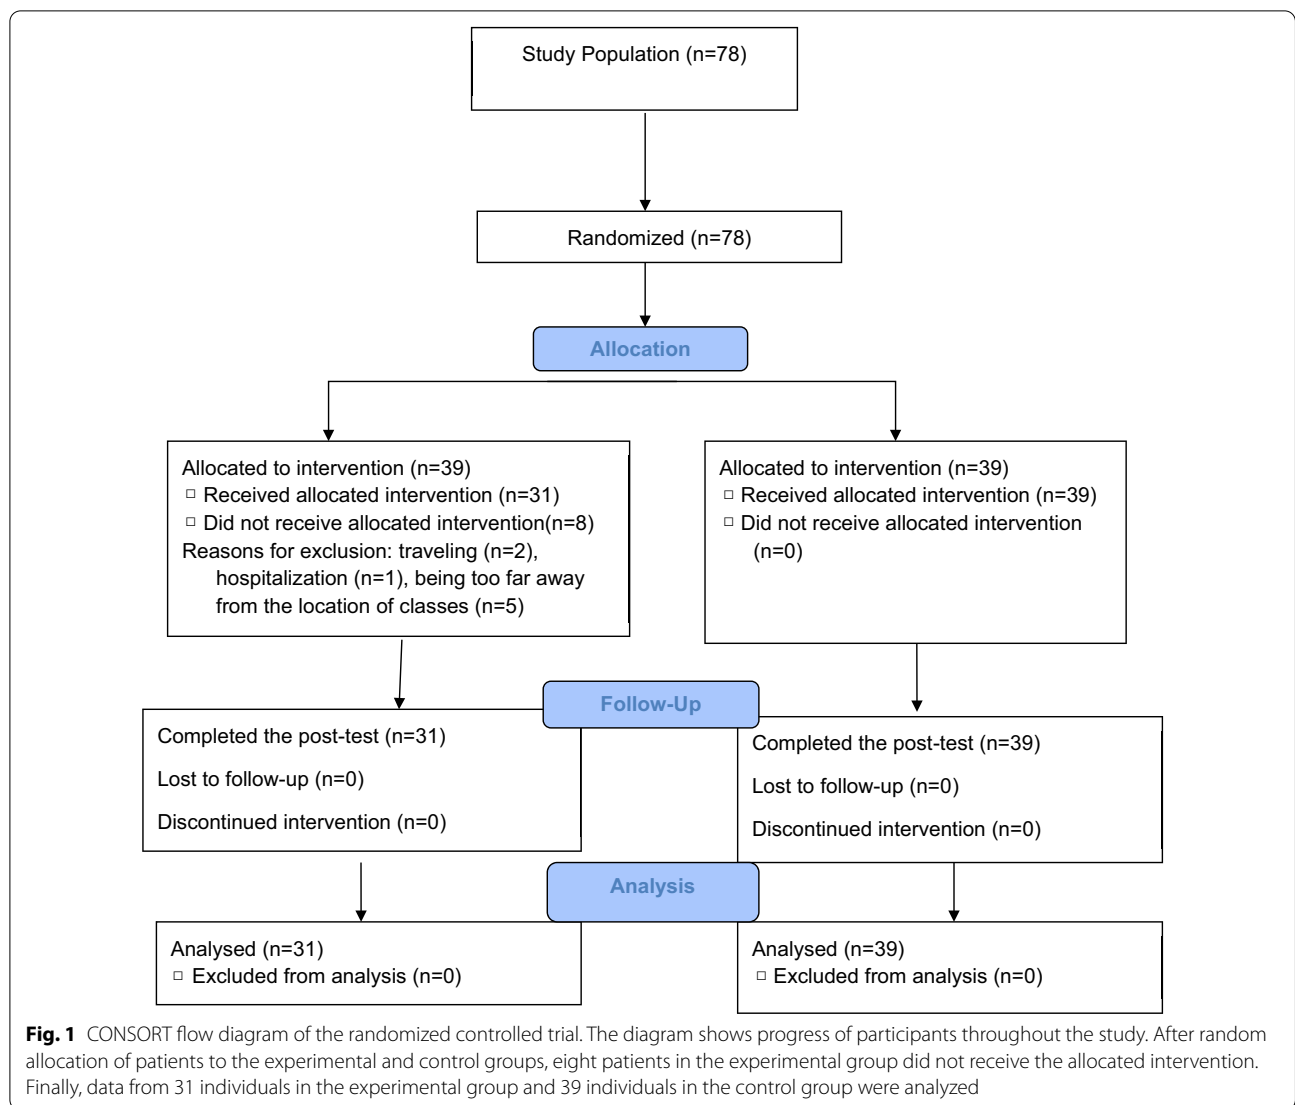 Study Population (n=78)
Randomized (n=78)
Allocation
Allocated to intervention (n=39)
□ Received allocated intervention (n=31)
□ Did not receive allocated intervention(n=8)
Reasons for exclusion: traveling (n=2),
hospitalization (n=1), being too far away
from the location of classes (n=5)
Allocated to intervention (n=39)
□ Received allocated intervention (n=39)
□ Did not receive allocated intervention
(n=0)
Follow-Up
Completed the post-test (n=31)
Lost to follow-up (n=0)
Discontinued intervention (n=0)
Completed the post-test (n=39)
Lost to follow-up (n=0)
Discontinued intervention (n=0)
Analysis
Analysed (n=31)
□ Excluded from analysis (n=0)
Analysed (n=39)
□ Excluded from analysis (n=0)
Fig. 1 CONSORT flow diagram of the randomized controlled trial. The diagram shows progress of participants throughout the study. After random
allocation of patients to the experimental and control groups, eight patients in the experimental group did not receive the allocated intervention.
Finally, data from 31 individuals in the experimental group and 39 individuals in the control group were analyzed